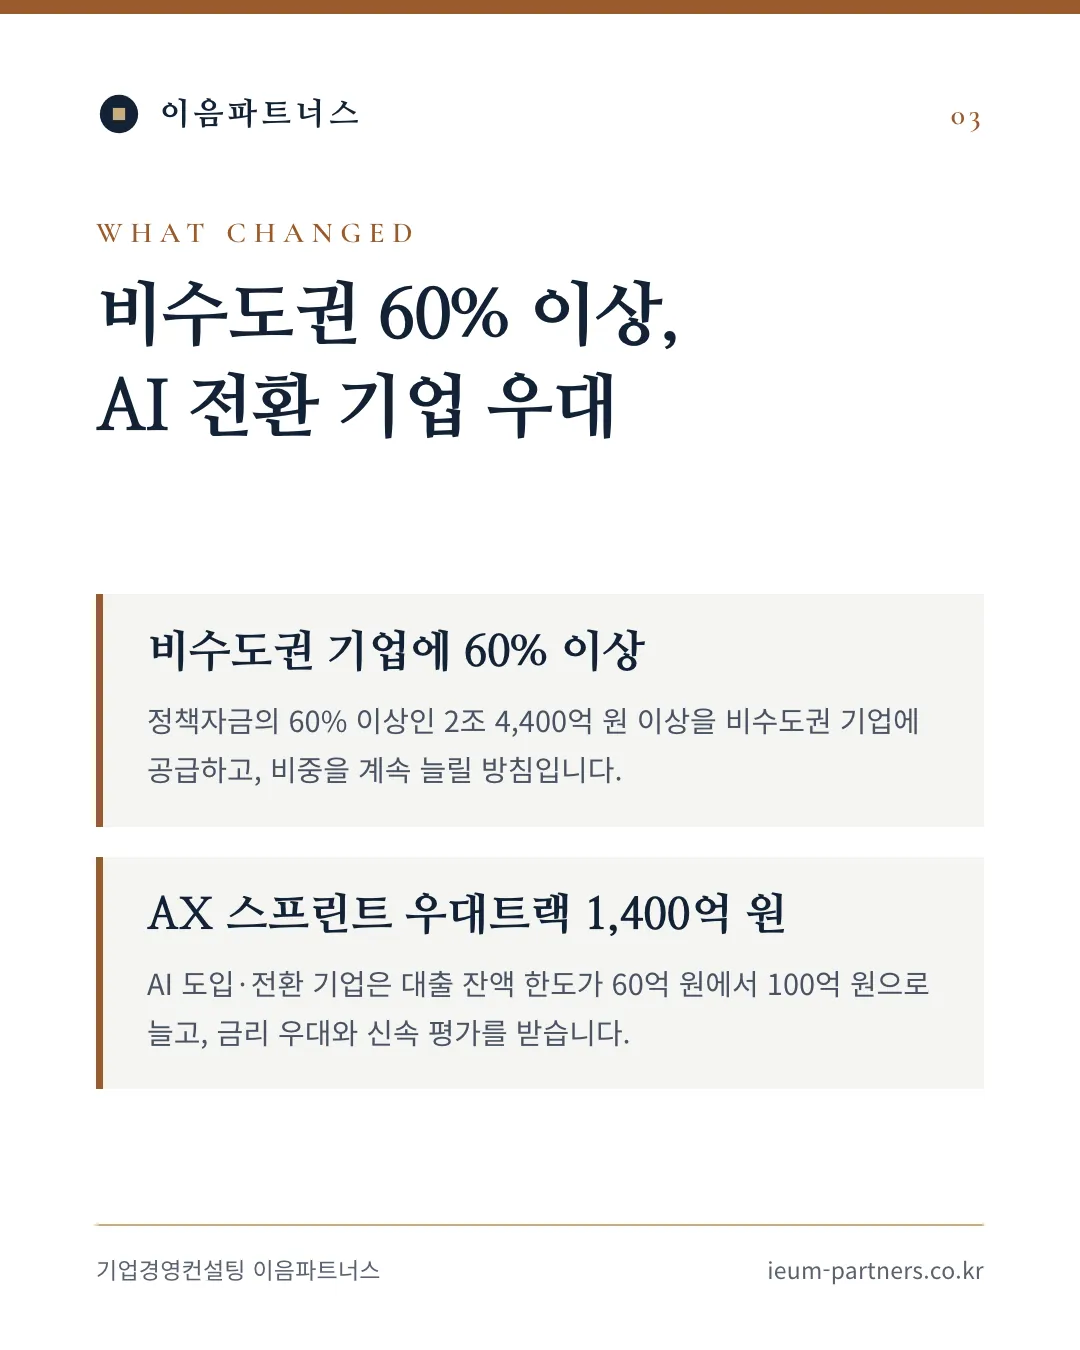 이음파트너스
03
WHAT CHANGED
비수도권 60% 이상,
AI 전환 기업 우대
비수도권 기업에 60% 이상
정책자금의 60% 이상인 2조 4,400억 원 이상을 비수도권 기업에
공급하고, 비중을 계속 늘릴 방침입니다.
AX 스프린트 우대트랙 1,400억 원
AI 도입·전환 기업은 대출 잔액 한도가 60억 원에서 100억 원으로
늘고, 금리 우대와 신속 평가를 받습니다.
기업경영컨설팅 이음파트너스
ieum-partners.co.kr